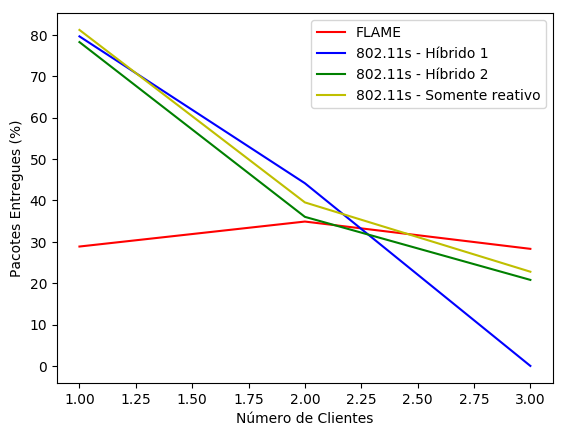 FLAME
802.11s - Híbrido 1
802.11s - Híbrido 2
802.11s - Somente reativo
Pacotes Entregues (%)
80
70
60
50
40
30
20
10
0
1.00 1.25 1.50 1.75 2.00 2.25 2.50 2.75 3.00
Número de Clientes